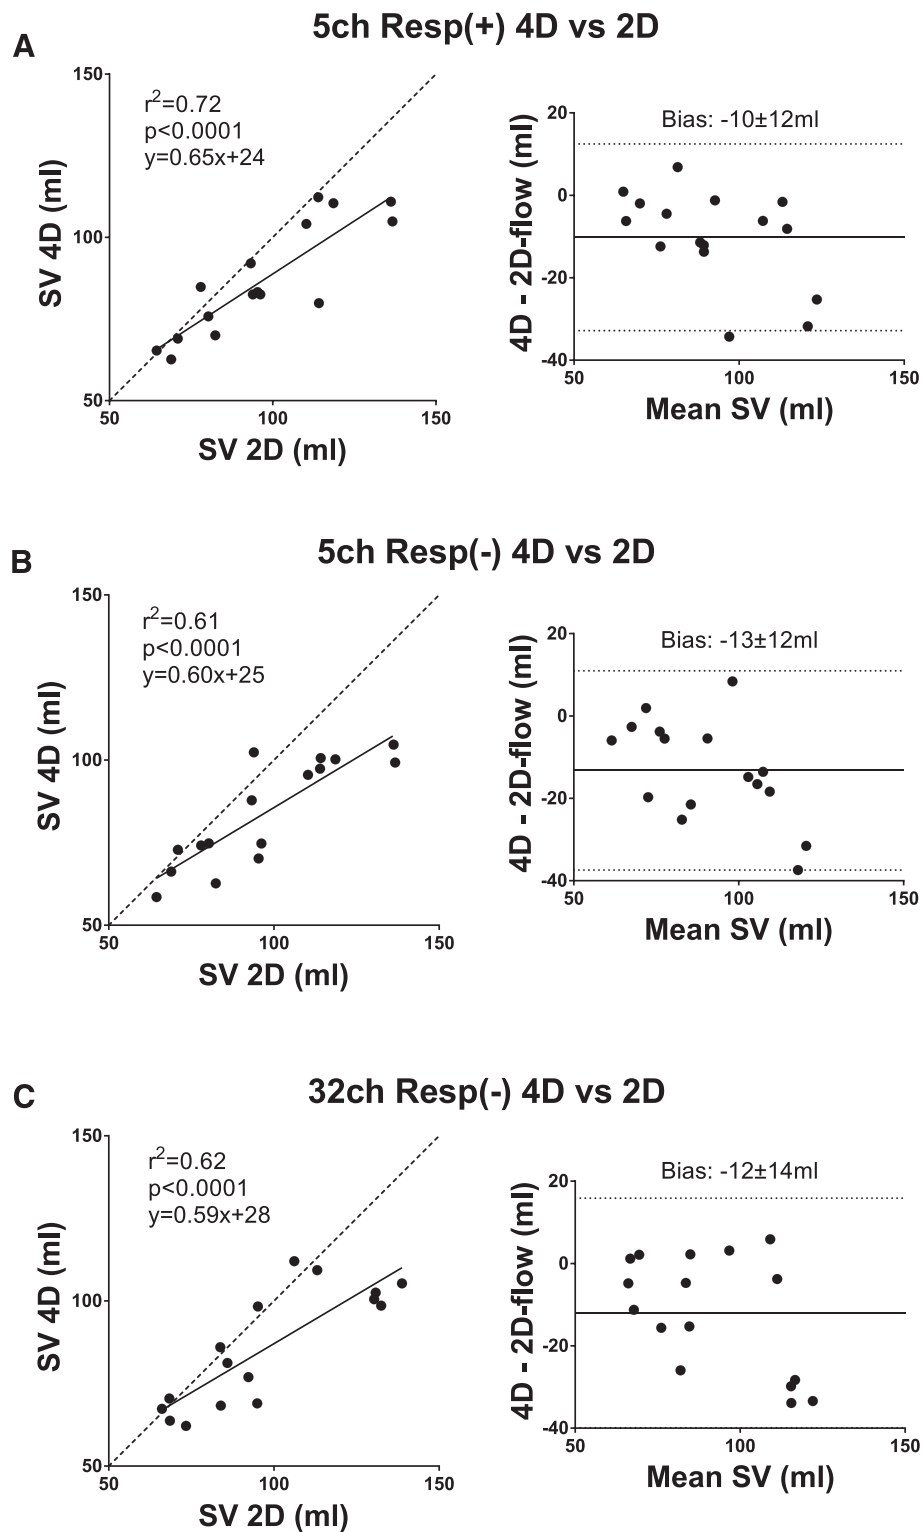 A
5ch Resp(+) 4D vs 2D
150
100
50
50
100
150
SV 4D (ml)
SV 2D (ml)
r²=0.72
p<0.0001
y=0.65x+24
Bias: -10±12ml
20
0
-20
-40
50
100
150
4D - 2D-flow (ml)
Mean SV (ml)
B
5ch Resp(-) 4D vs 2D
150
100
50
50
100
150
SV 4D (ml)
SV 2D (ml)
r²=0.61
p<0.0001
y=0.60x+25
Bias: -13±12ml
20
0
-20
-40
50
100
150
4D - 2D-flow (ml)
Mean SV (ml)
C
32ch Resp(-) 4D vs 2D
150
100
50
50
100
150
SV 4D (ml)
SV 2D (ml)
r²=0.62
p<0.0001
y=0.59x+28
Bias: -12±14ml
20
0
-20
-40
50
100
150
4D - 2D-flow (ml)
Mean SV (ml)